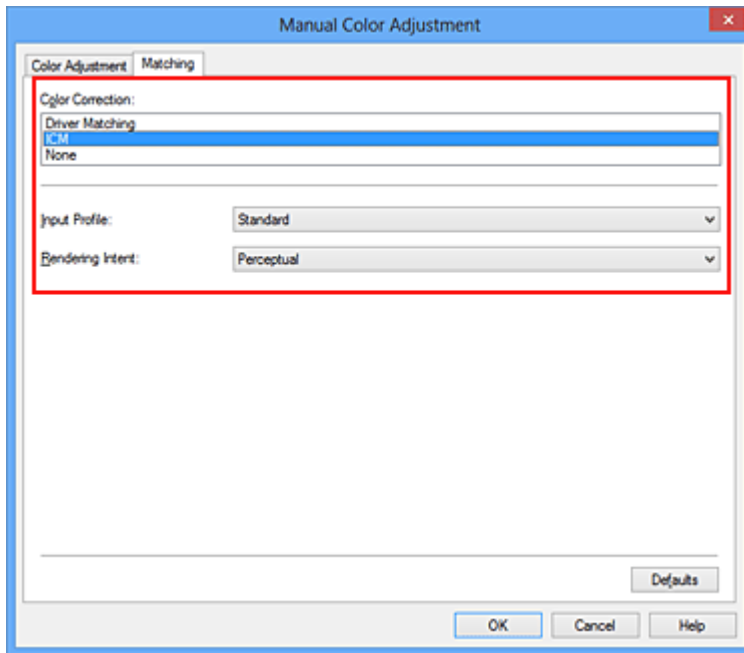 Manual Color Adjustment
Color Adjustment Matching
Color Correction:
Driver Matching
ICM
None
Input Profile: Standard
Rendering Intent: Perceptual
Defaults
OK Cancel Help